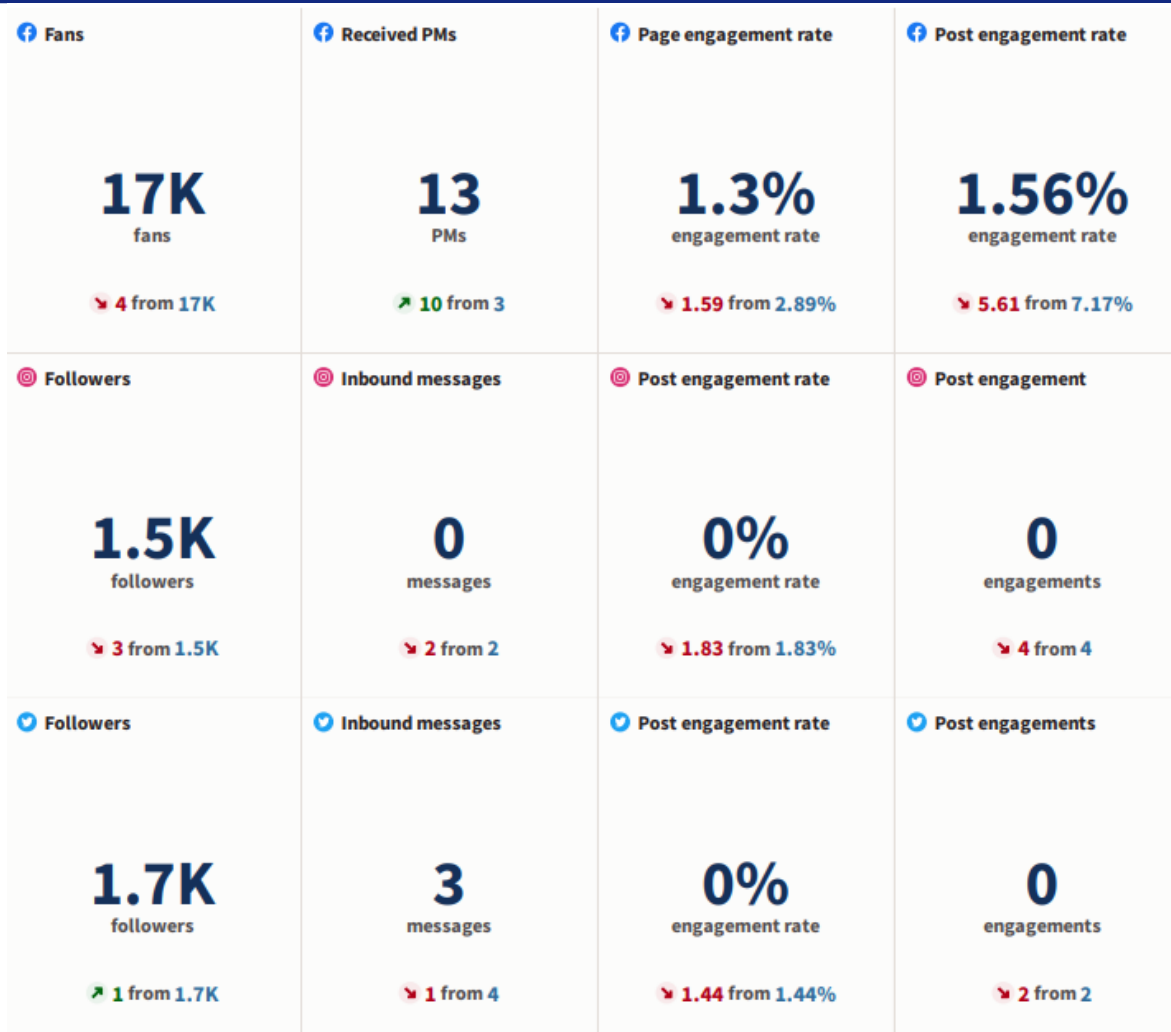 Fans
17K
fans
4 from 17K
Received PMs
13
PMs
10 from 3
Page engagement rate
1.3%
engagement rate
1.59 from 2.89%
Post engagement rate
1.56%
engagement rate
5.61 from 7.17%
Followers
1.5K
followers
3 from 1.5K
Inbound messages
0
messages
2 from 2
Post engagement rate
0%
engagement rate
1.83 from 1.83%
Post engagement
0
engagements
4 from 4
Followers
1.7K
followers
1 from 1.7K
Inbound messages
3
messages
1 from 4
Post engagement rate
0%
engagement rate
1.44 from 1.44%
Post engagements
0
engagements
2 from 2